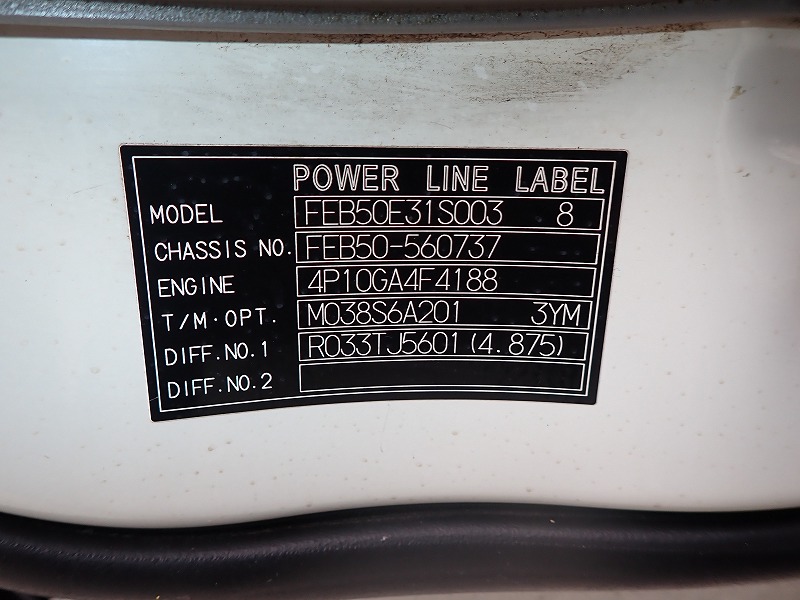 POWER LINE LABEL
MODEL FEB50E31S003 8
CHASSIS NO. FEB50-560737
ENGINE 4P10GA4F4188
T/M·OPT. M038S6A201 3YM
DIFF.NO.1 R033TJ5601(4.875)
DIFF.NO.2